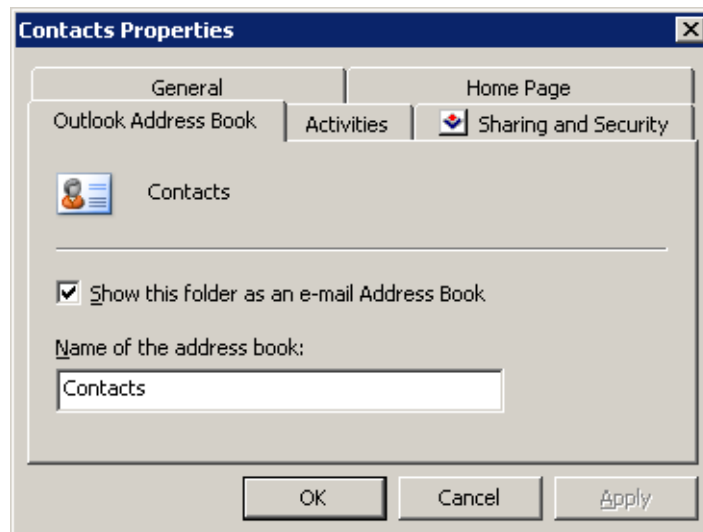 Contacts Properties
General Home Page
Outlook Address Book Activities Sharing and Security
Contacts
Show this folder as an e-mail Address Book
Name of the address book:
Contacts
OK Cancel Apply